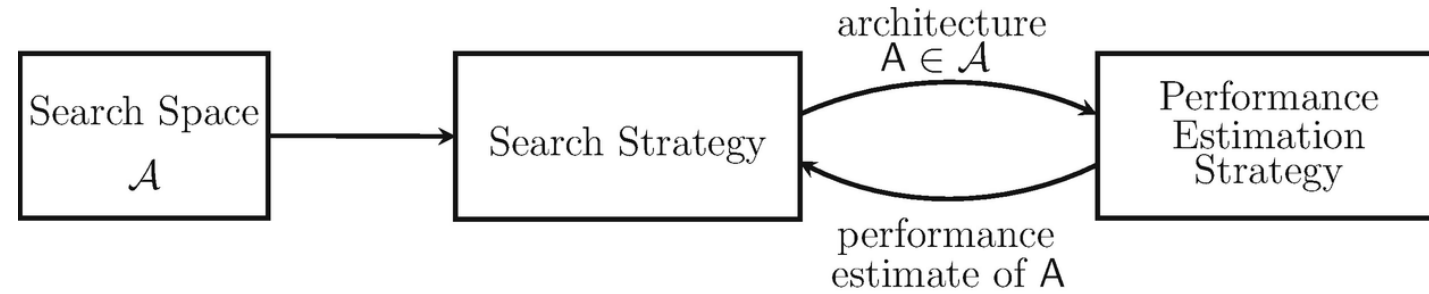 Search Space
𝒜
Search Strategy
architecture
A ∈ 𝒜
performance
estimate of A
Performance
Estimation
Strategy